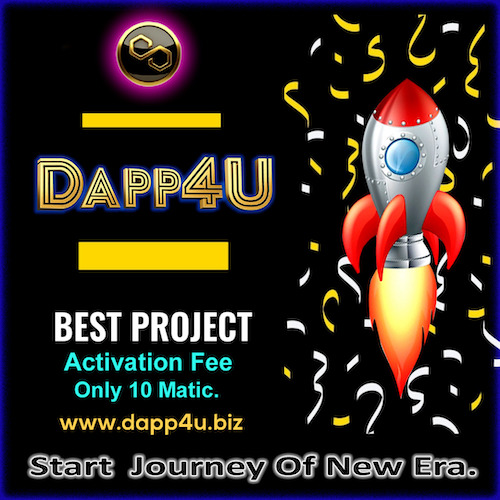 DAPP4U
BEST PROJECT
Activation Fee
Only 10 Matic.
www.dapp4u.biz
Start Journey Of New Era.